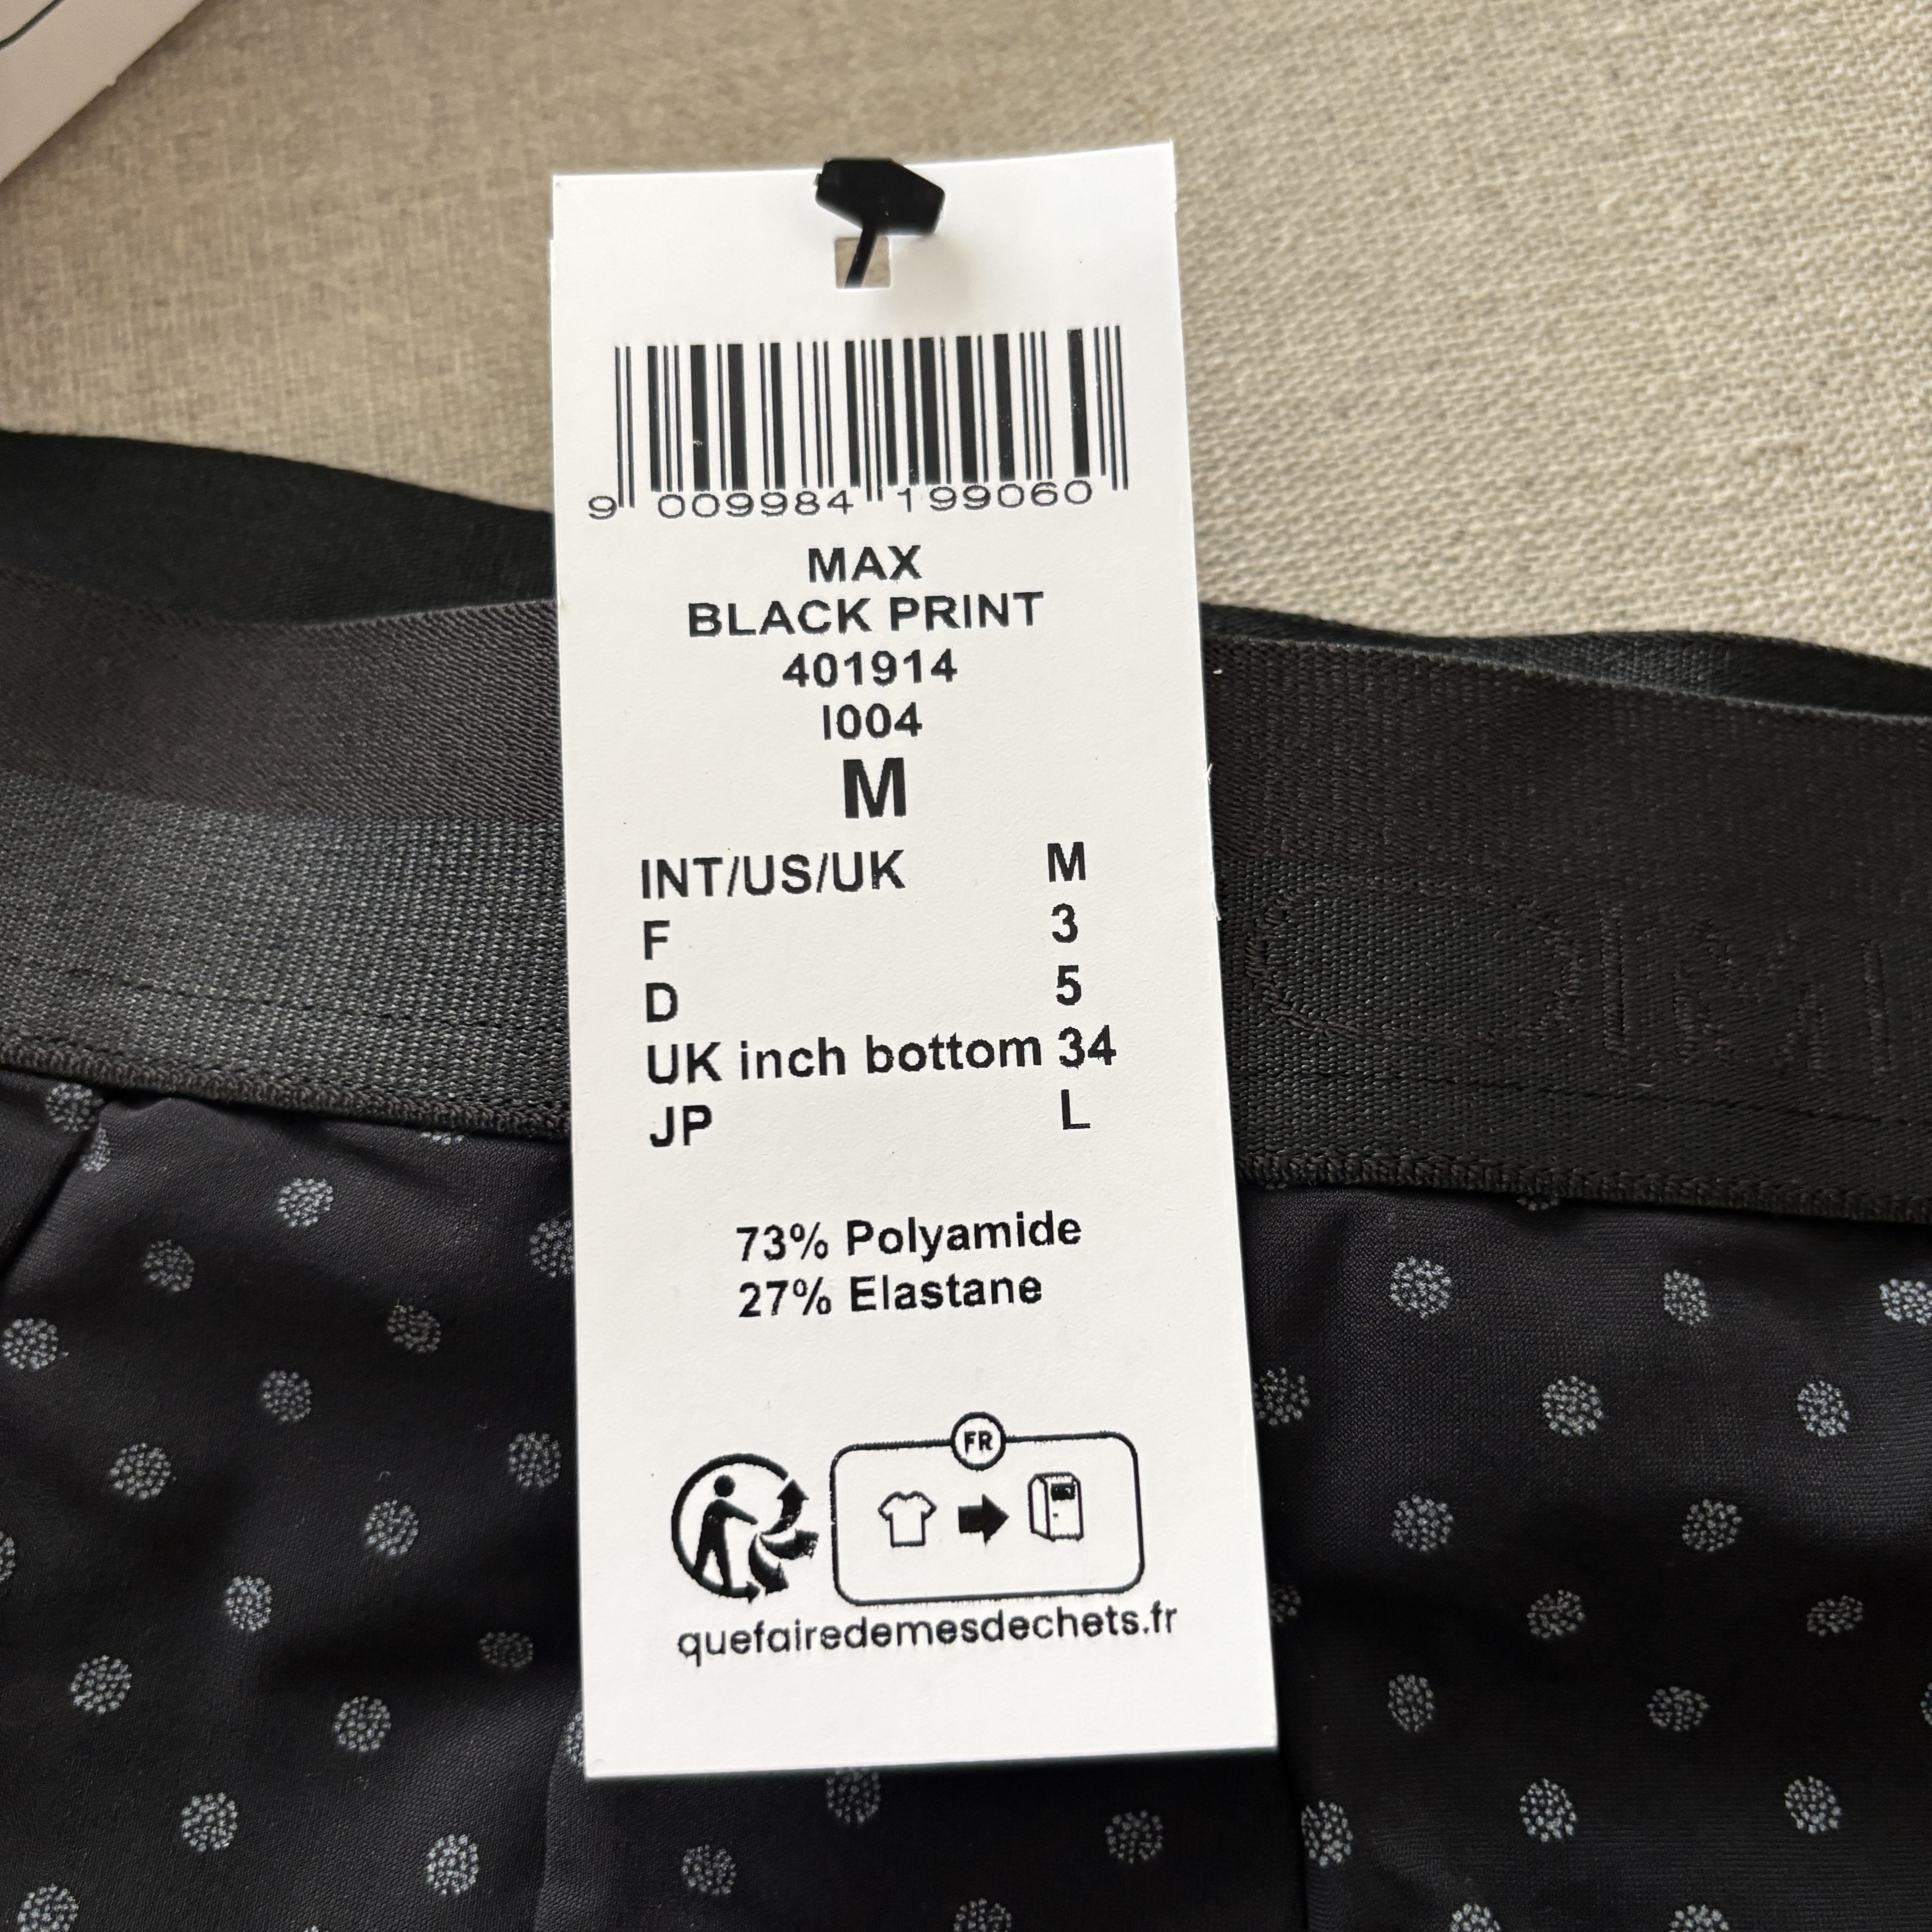 9 009984 199060
MAX
BLACK PRINT
401914
I004
M
INT/US/UK M
F 3
D 5
UK inch bottom 34
JP L
73% Polyamide
27% Elastane
FR
quefairedemesdechets.fr